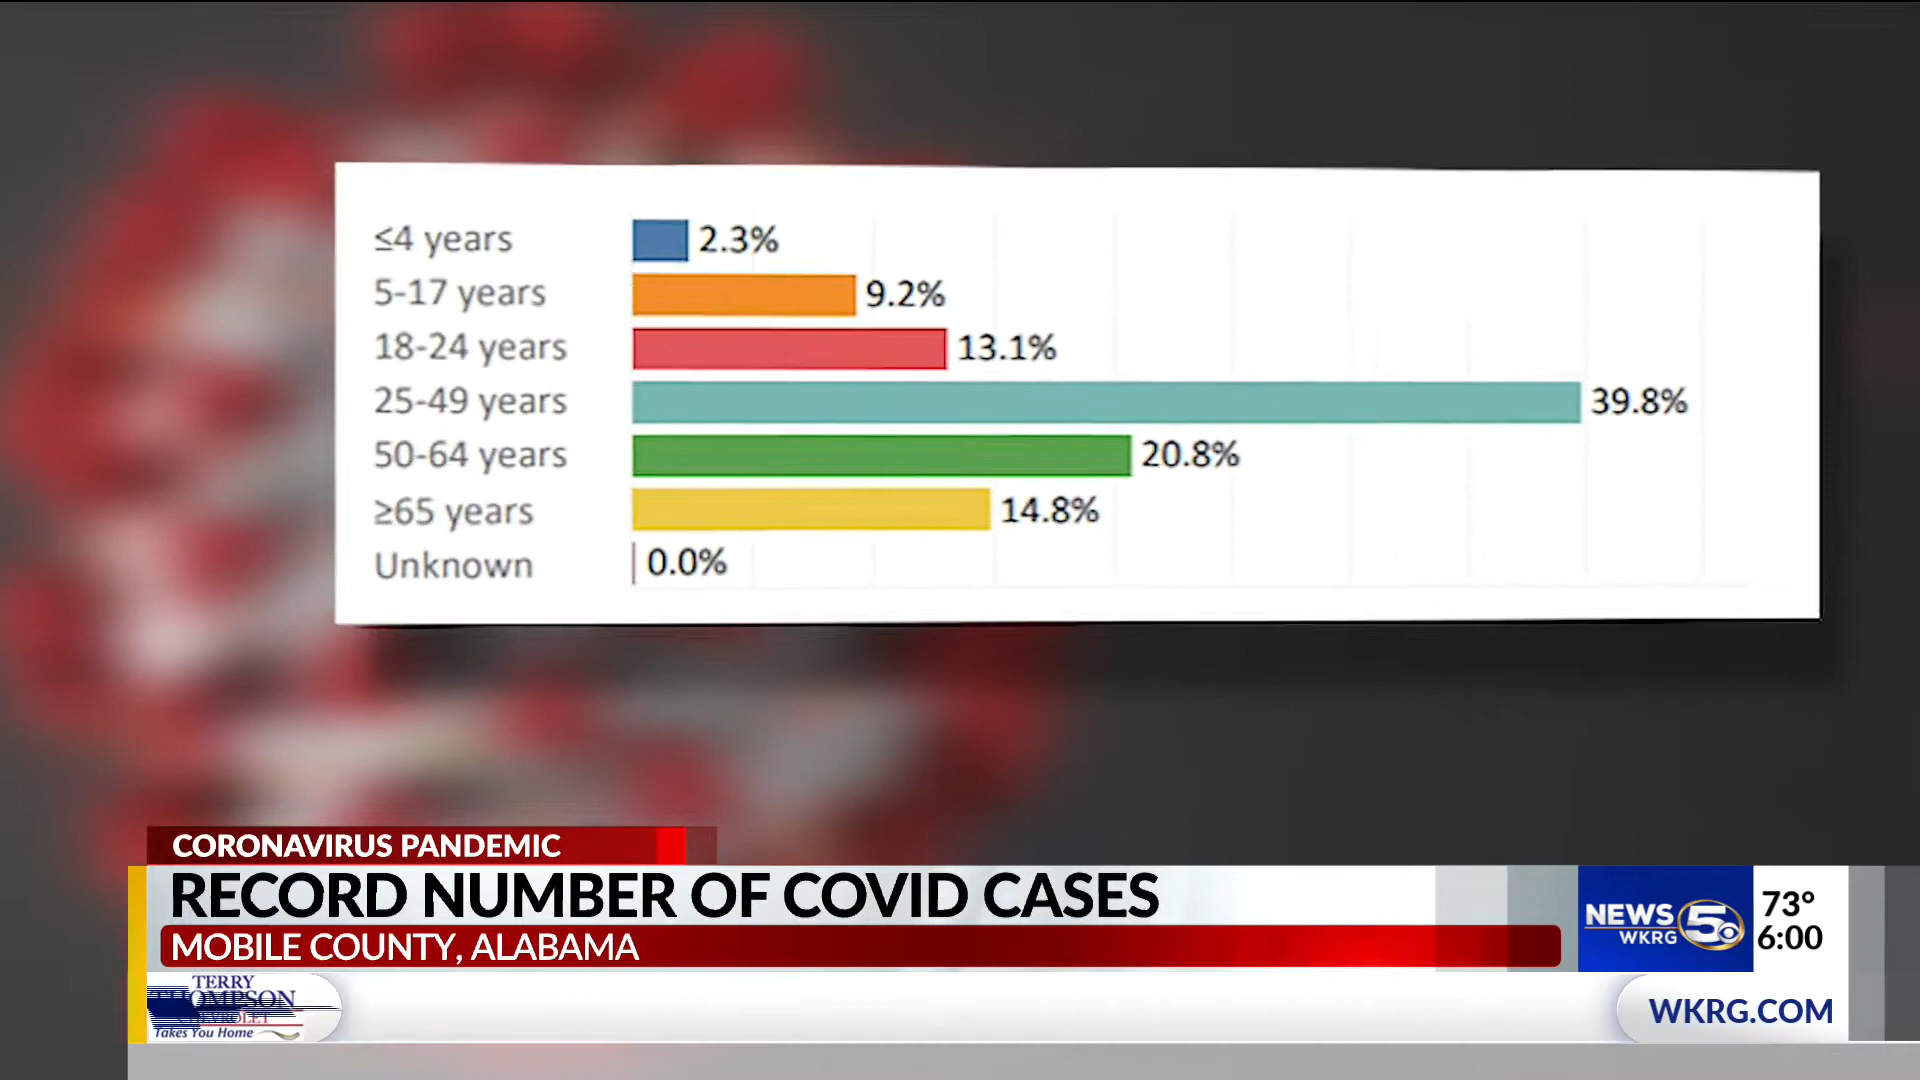 ≤4 years 2.3%
5-17 years 9.2%
18-24 years 13.1%
25-49 years 39.8%
50-64 years 20.8%
≥65 years 14.8%
Unknown 0.0%
CORONAVIRUS PANDEMIC
RECORD NUMBER OF COVID CASES
MOBILE COUNTY, ALABAMA
NEWS 5
WKRG
73°
6:00
TERRY
THOMPSON
Takes You Home
WKRG.COM